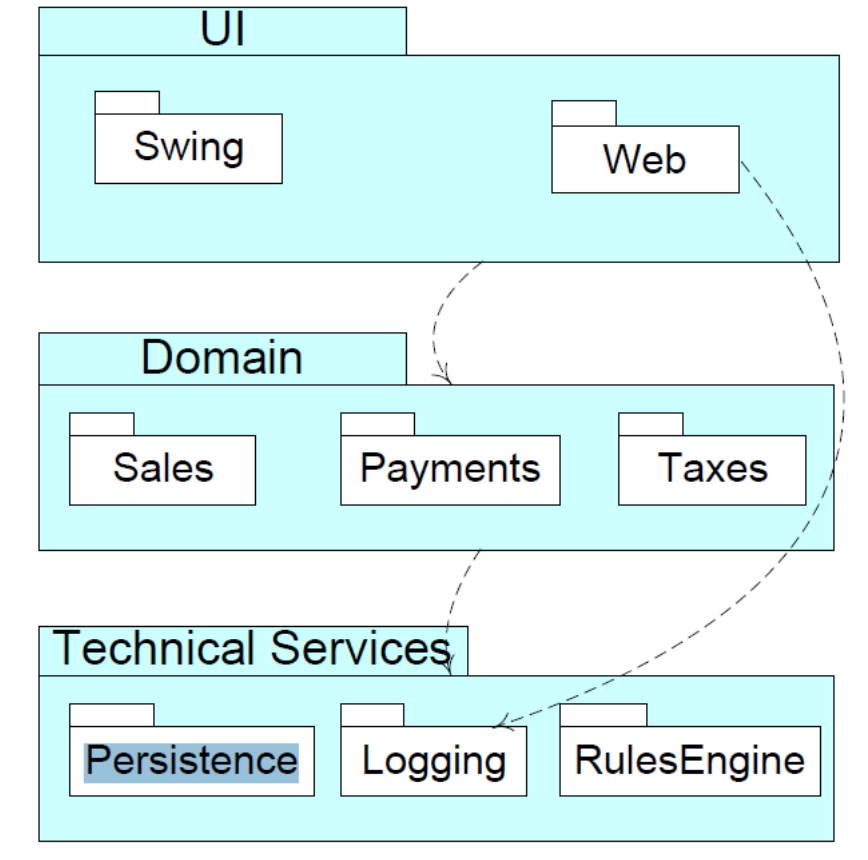 UI
Swing
Web
Domain
Sales
Payments
Taxes
Technical Services
Persistence
Logging
RulesEngine